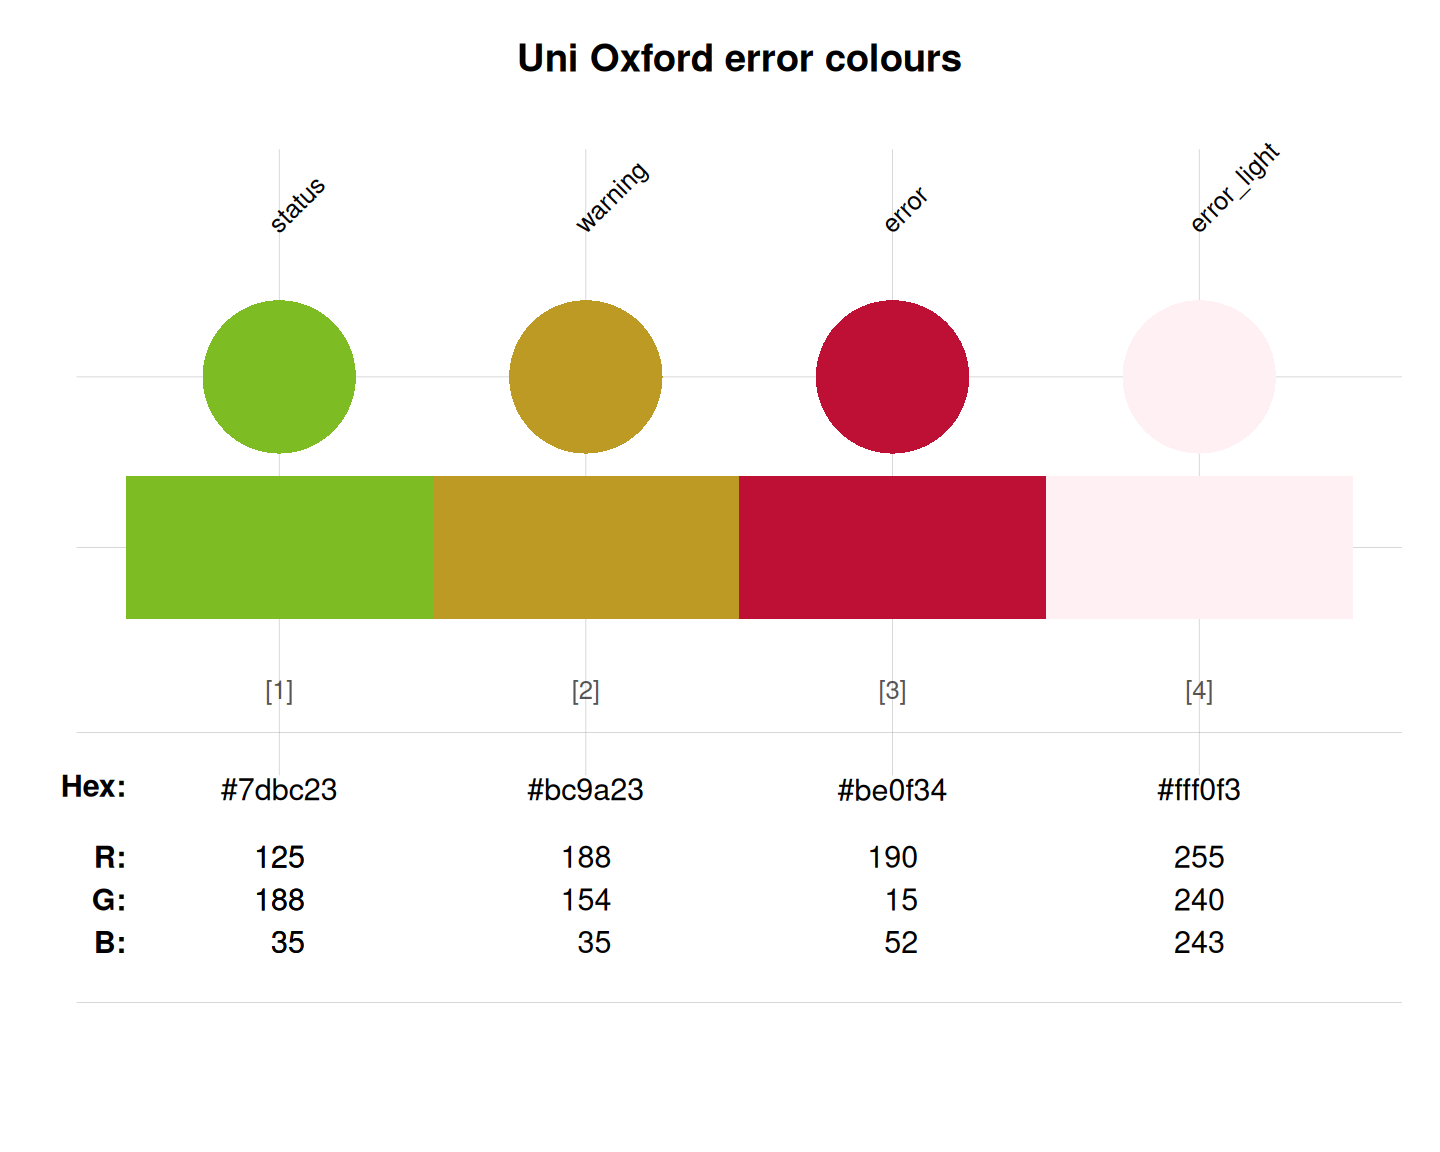 Uni Oxford error colours
status warning error error_light
[1] [2] [3] [4]
Hex: #7dbc23 #bc9a23 #be0f34 #fff0f3
R: 125 188 190 255
G: 188 154 15 240
B: 35 35 52 243